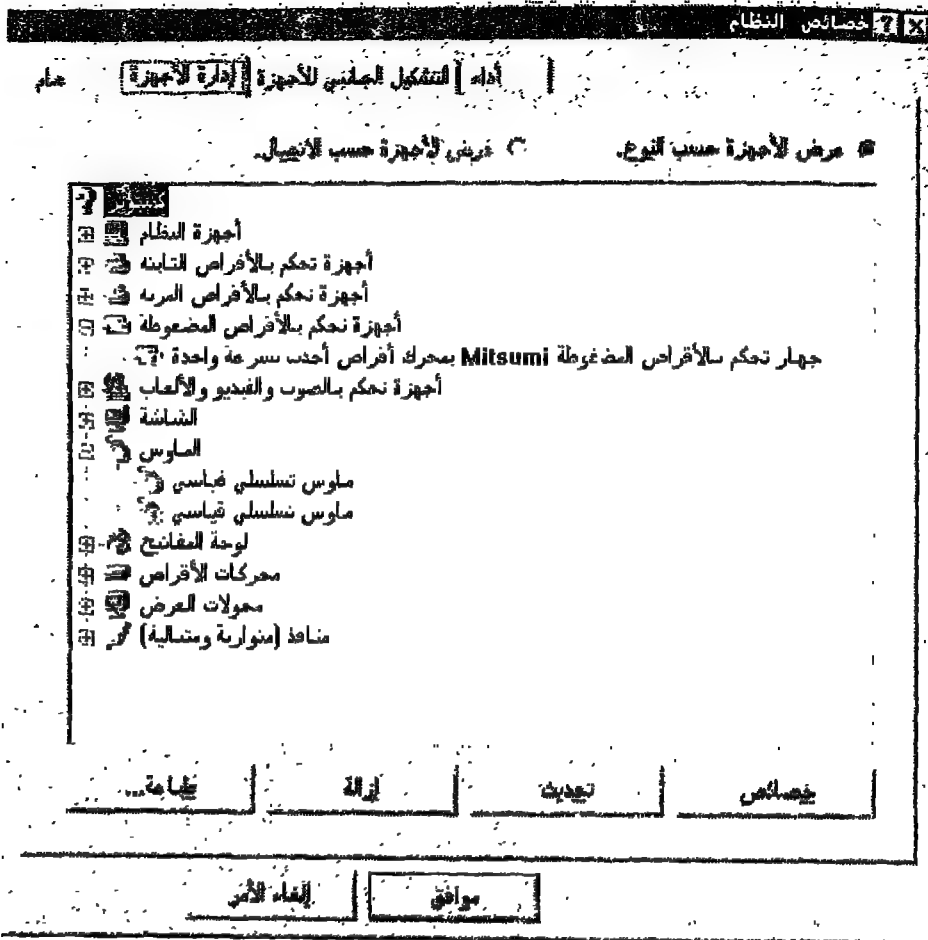 خصائص النظام
عام إدارة الأجهزة التشكيل الجانبي للأجهزة أداء
عرض الأجهزة حسب النوع. عرض الأجهزة حسب الاتصال.
كمبيوتر
أجهزة النظام
أجهزة تحكم بالأقراص الثابته
أجهزة تحكم بالأقراص المرنه
أجهزة تحكم بالأقراص المضغوطة
جهاز تحكم بالأقراص المضغوطة Mitsumi بمحرك أقراص أحدب بسرعة واحدة
أجهزة تحكم بالصوت والفيديو والألعاب
الشاشة
الماوس
ماوس تسلسلي قياسي
ماوس تسلسلي قياسي
لوحة المفاتيح
محركات الأقراص
محولات العرض
منافذ (متوازية ومتتالية)
خصائص تحديث إزالة طباعة...
موافق إلغاء الأمر